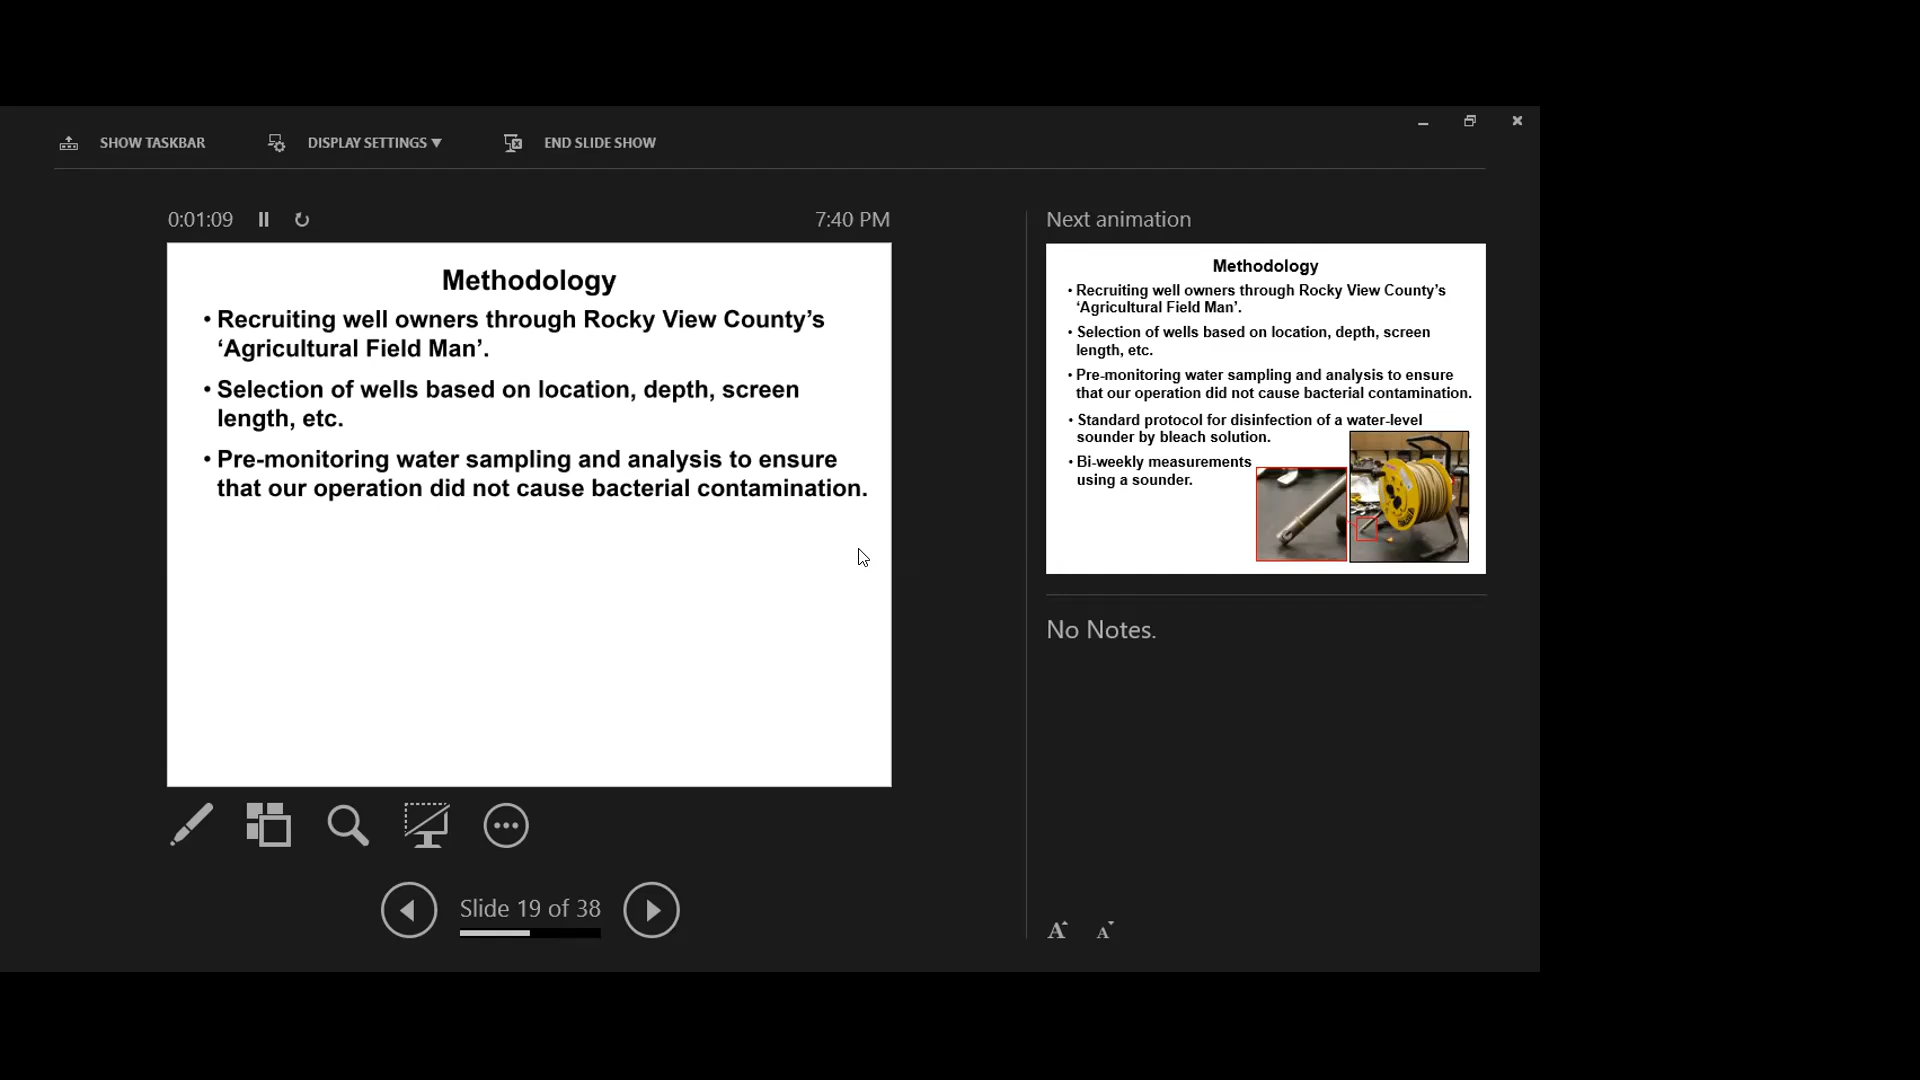 SHOW TASKBAR
DISPLAY SETTINGS ▼
END SLIDE SHOW
0:01:09
7:40 PM
Methodology
• Recruiting well owners through Rocky View County’s
‘Agricultural Field Man’.
• Selection of wells based on location, depth, screen
length, etc.
• Pre-monitoring water sampling and analysis to ensure
that our operation did not cause bacterial contamination.
Slide 19 of 38
Next animation
Methodology
• Recruiting well owners through Rocky View County’s
‘Agricultural Field Man’.
• Selection of wells based on location, depth, screen
length, etc.
• Pre-monitoring water sampling and analysis to ensure
that our operation did not cause bacterial contamination.
• Standard protocol for disinfection of a water-level
sounder by bleach solution.
• Bi-weekly measurements
using a sounder.
No Notes.
A A